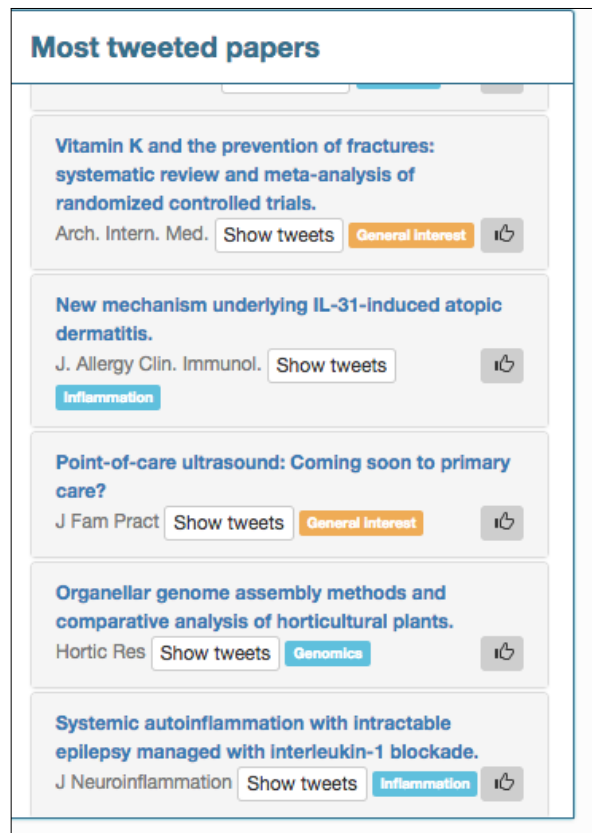 Most tweeted papers
Vitamin K and the prevention of fractures:
systematic review and meta-analysis of
randomized controlled trials.
Arch. Intern. Med. Show tweets General interest
New mechanism underlying IL-31-induced atopic
dermatitis.
J. Allergy Clin. Immunol. Show tweets
Inflammation
Point-of-care ultrasound: Coming soon to primary
care?
J Fam Pract Show tweets General interest
Organellar genome assembly methods and
comparative analysis of horticultural plants.
Hortic Res Show tweets Genomics
Systemic autoinflammation with intractable
epilepsy managed with interleukin-1 blockade.
J Neuroinflammation Show tweets Inflammation